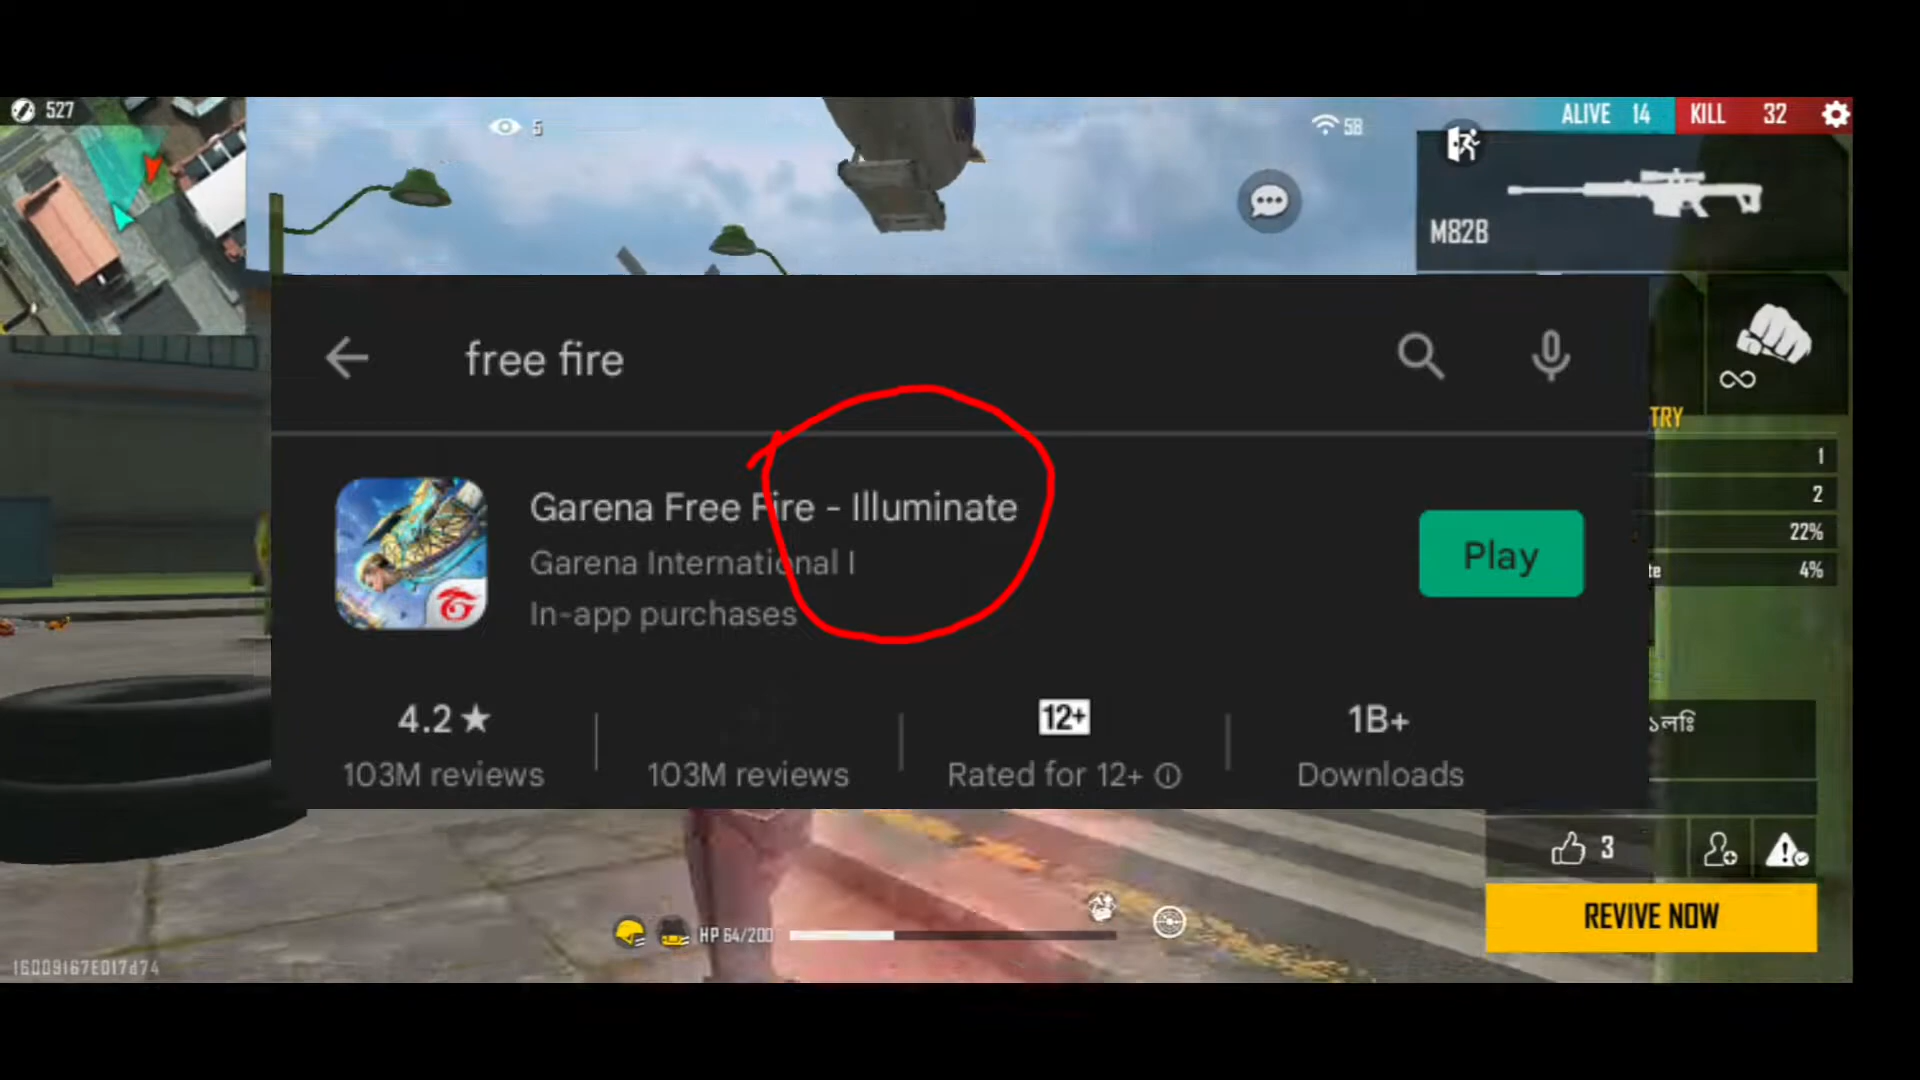 527
5
58
ALIVE 14
KILL 32
M82B
free fire
TRY
1
Garena Free Fire - Illuminate
2
Garena International I
22%
4%
In-app purchases
4.2★
12+
1B+
103M reviews
103M reviews
Rated for 12+
Downloads
3
REVIVE NOW
HP 64/200